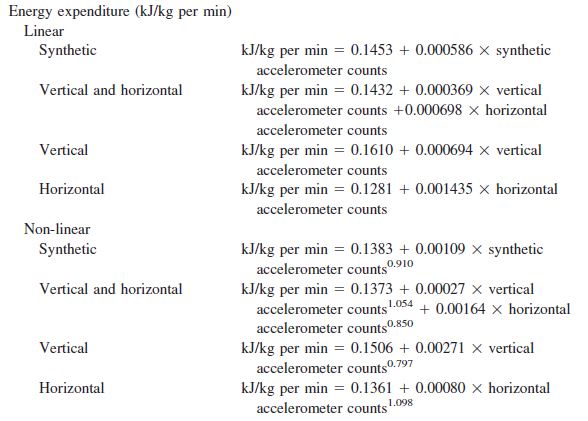 Energy expenditure (kJ/kg per min)
Linear
Synthetic kJ/kg per min = 0.1453 + 0.000586 × synthetic
accelerometer counts
Vertical and horizontal kJ/kg per min = 0.1432 + 0.000369 × vertical
accelerometer counts +0.000698 × horizontal
accelerometer counts
Vertical kJ/kg per min = 0.1610 + 0.000694 × vertical
accelerometer counts
Horizontal kJ/kg per min = 0.1281 + 0.001435 × horizontal
accelerometer counts
Non-linear
Synthetic kJ/kg per min = 0.1383 + 0.00109 × synthetic
accelerometer counts^0.910
Vertical and horizontal kJ/kg per min = 0.1373 + 0.00027 × vertical
accelerometer counts^1.054 + 0.00164 × horizontal
accelerometer counts^0.850
Vertical kJ/kg per min = 0.1506 + 0.00271 × vertical
accelerometer counts^0.797
Horizontal kJ/kg per min = 0.1361 + 0.00080 × horizontal
accelerometer counts^1.098